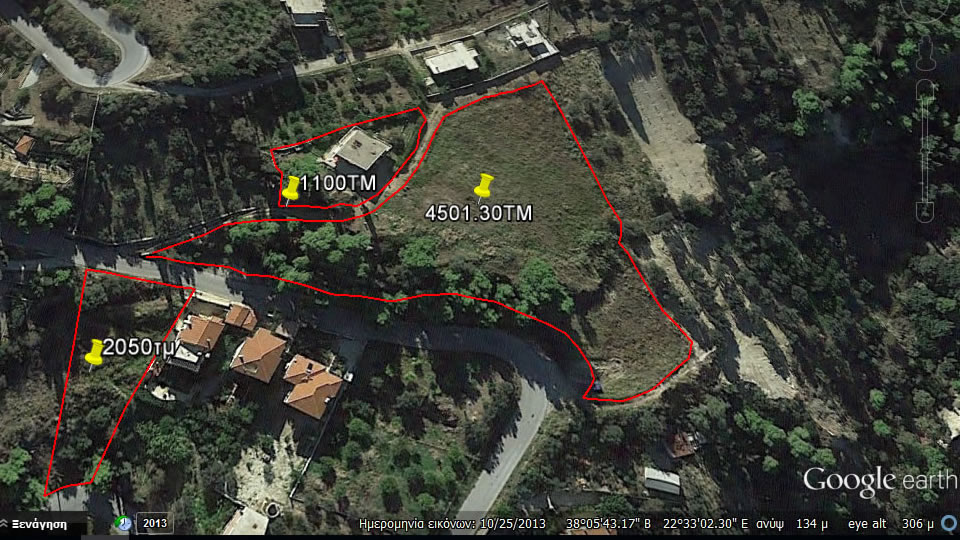 1100TM
4501.30TM
2050τμ
Google earth
Ξενάγηση
2013
Ημερομηνία εικόνων: 10/25/2013 38°05'43.17" Β 22°33'02.30" Ε ανύψ 134 μ eye alt 306 μ